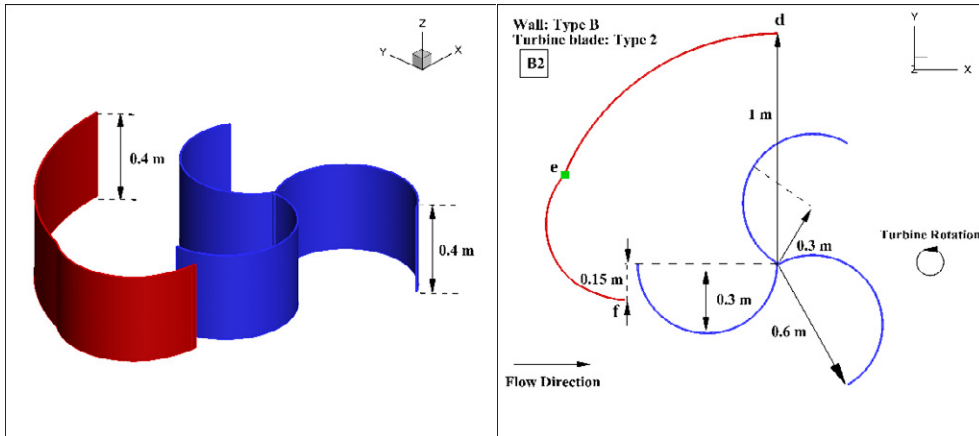 Z
Y
X
0.4 m
0.4 m
Wall: Type B
Turbine blade: Type 2
B2
d
Y
Z
X
1 m
e
Turbine Rotation
0.3 m
0.15 m
0.3 m
f
0.6 m
Flow Direction